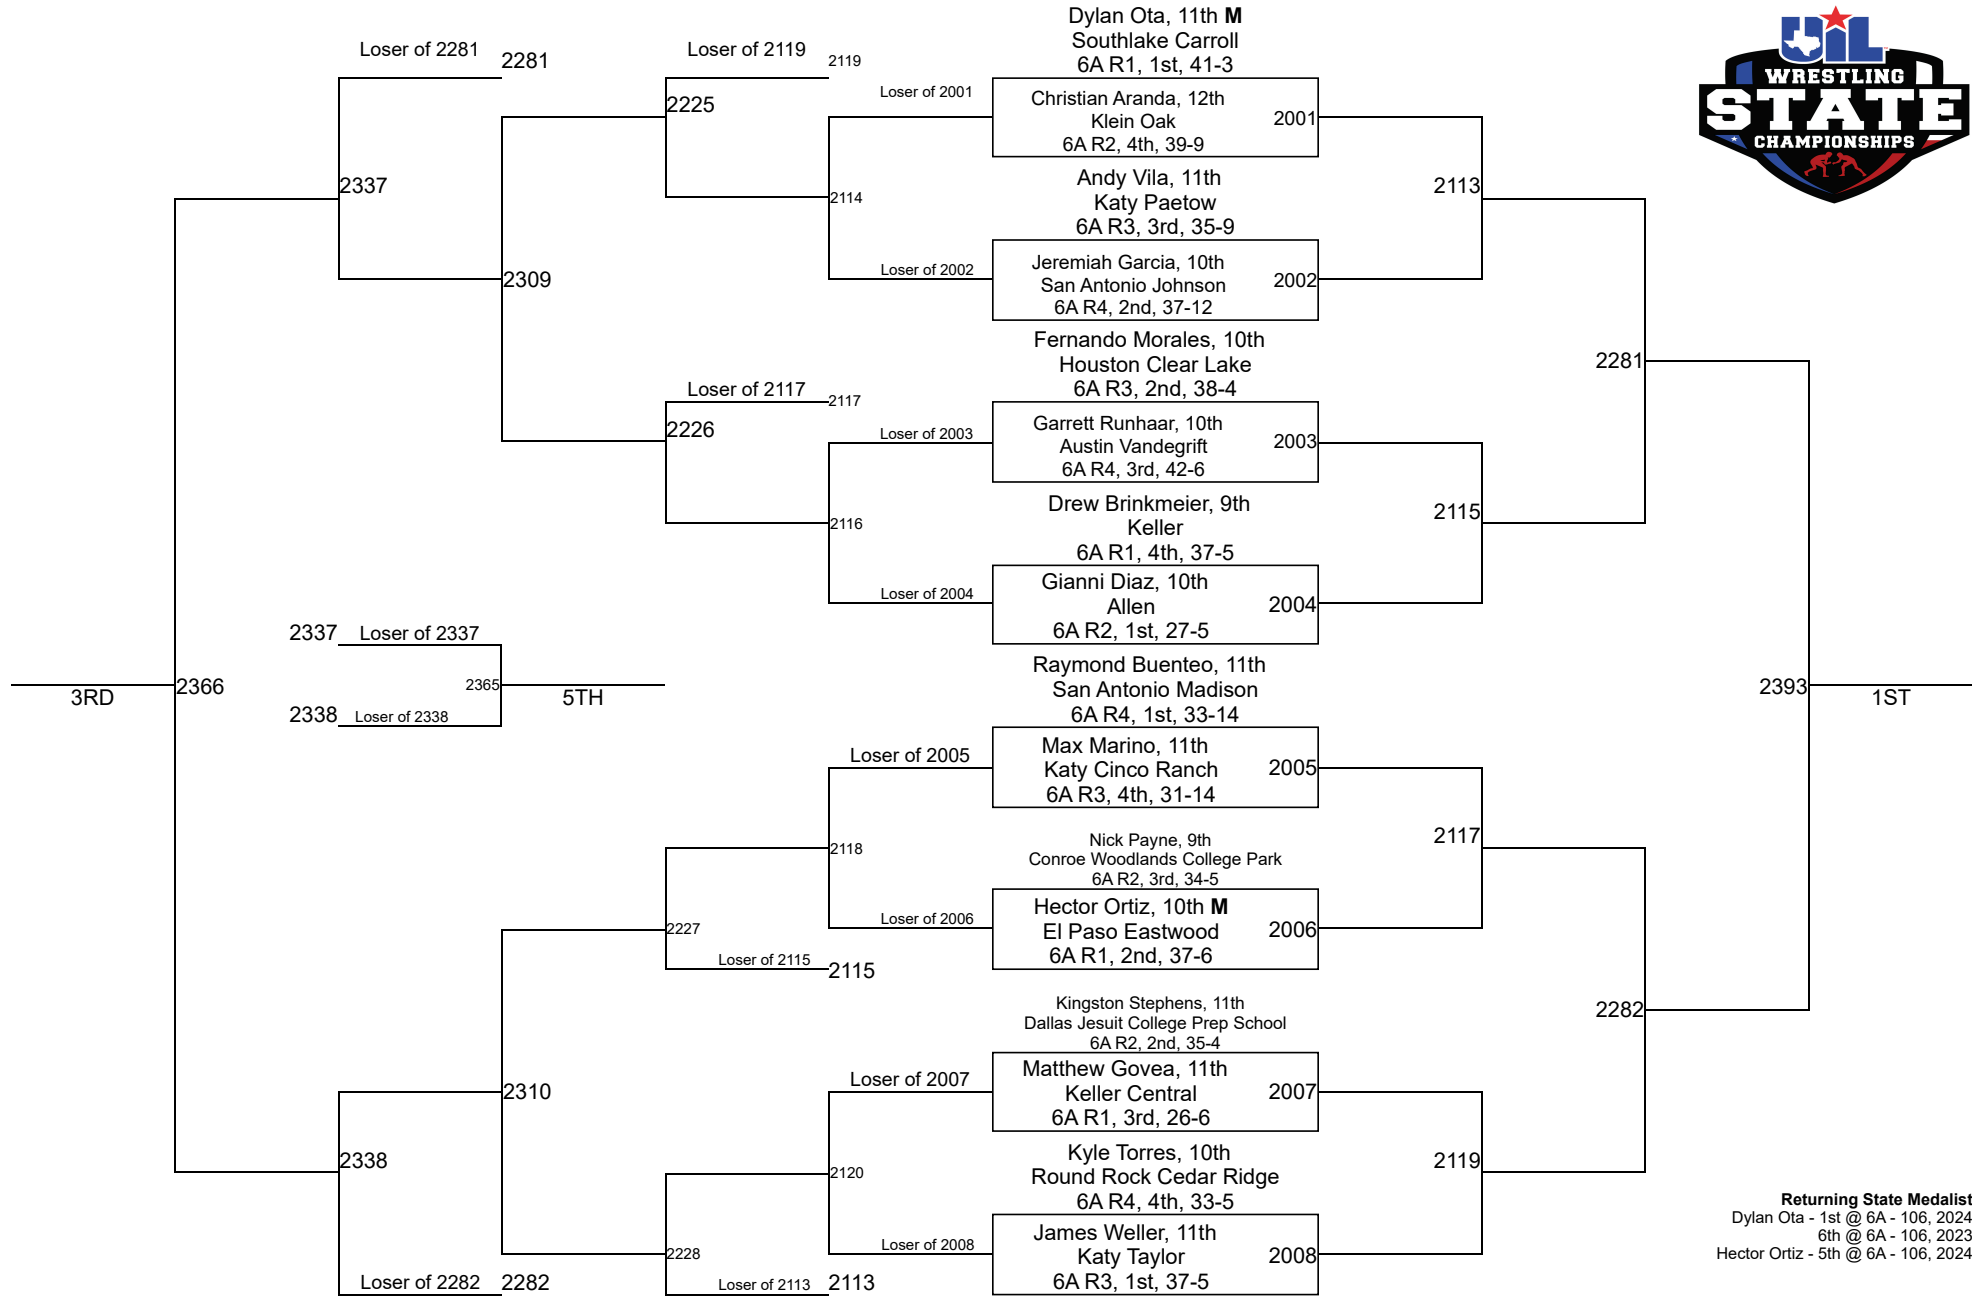 Loser of 2281
2281
Loser of 2119
2119
2225
2337
2309
2114
Loser of 2001
Loser of 2002
Loser of 2117
2117
2226
Loser of 2003
2116
Loser of 2004
2337
Loser of 2337
2365
5TH
2338
Loser of 2338
3RD
2366
Loser of 2005
2118
Loser of 2006
2227
Loser of 2115
2115
2310
Loser of 2007
2338
2120
2228
Loser of 2008
Loser of 2282
2282
Loser of 2113
2113
Dylan Ota, 11th M
Southlake Carroll
6A R1, 1st, 41-3
Christian Aranda, 12th
Klein Oak
6A R2, 4th, 39-9
2001
Andy Vila, 11th
Katy Paetow
6A R3, 3rd, 35-9
Jeremiah Garcia, 10th
San Antonio Johnson
6A R4, 2nd, 37-12
2002
Fernando Morales, 10th
Houston Clear Lake
6A R3, 2nd, 38-4
Garrett Runhaar, 10th
Austin Vandegrift
6A R4, 3rd, 42-6
2003
Drew Brinkmeier, 9th
Keller
6A R1, 4th, 37-5
Gianni Diaz, 10th
Allen
6A R2, 1st, 27-5
2004
Raymond Buenteo, 11th
San Antonio Madison
6A R4, 1st, 33-14
Max Marino, 11th
Katy Cinco Ranch
6A R3, 4th, 31-14
2005
Nick Payne, 9th
Conroe Woodlands College Park
6A R2, 3rd, 34-5
Hector Ortiz, 10th M
El Paso Eastwood
6A R1, 2nd, 37-6
2006
Kingston Stephens, 11th
Dallas Jesuit College Prep School
6A R2, 2nd, 35-4
Matthew Govea, 11th
Keller Central
6A R1, 3rd, 26-6
2007
Kyle Torres, 10th
Round Rock Cedar Ridge
6A R4, 4th, 33-5
James Weller, 11th
Katy Taylor
6A R3, 1st, 37-5
2008
2113
2115
2281
2117
2119
2282
2393
1ST
UIL
WRESTLING
STATE
CHAMPIONSHIPS
Returning State Medalist
Dylan Ota - 1st @ 6A - 106, 2024
6th @ 6A - 106, 2023
Hector Ortiz - 5th @ 6A - 106, 2024